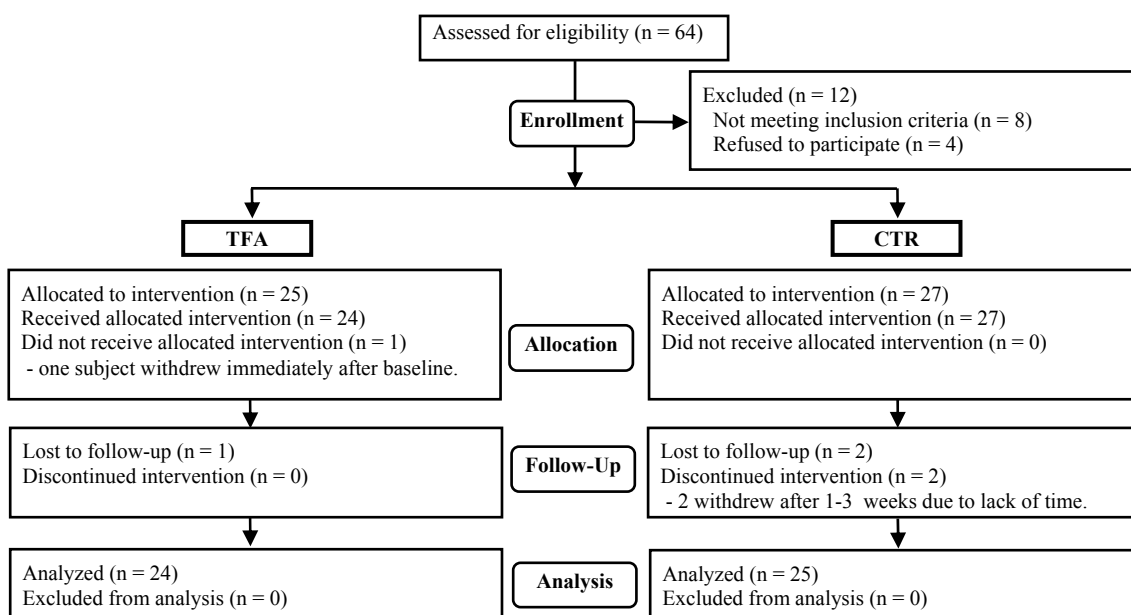 Assessed for eligibility (n = 64)
Excluded (n = 12)
Not meeting inclusion criteria (n = 8)
Refused to participate (n = 4)
Enrollment
TFA
CTR
Allocated to intervention (n = 25)
Received allocated intervention (n = 24)
Did not receive allocated intervention (n = 1)
- one subject withdrew immediately after baseline.
Allocation
Allocated to intervention (n = 27)
Received allocated intervention (n = 27)
Did not receive allocated intervention (n = 0)
Lost to follow-up (n = 1)
Discontinued intervention (n = 0)
Follow-Up
Lost to follow-up (n = 2)
Discontinued intervention (n = 2)
- 2 withdrew after 1-3 weeks due to lack of time.
Analyzed (n = 24)
Excluded from analysis (n = 0)
Analysis
Analyzed (n = 25)
Excluded from analysis (n = 0)